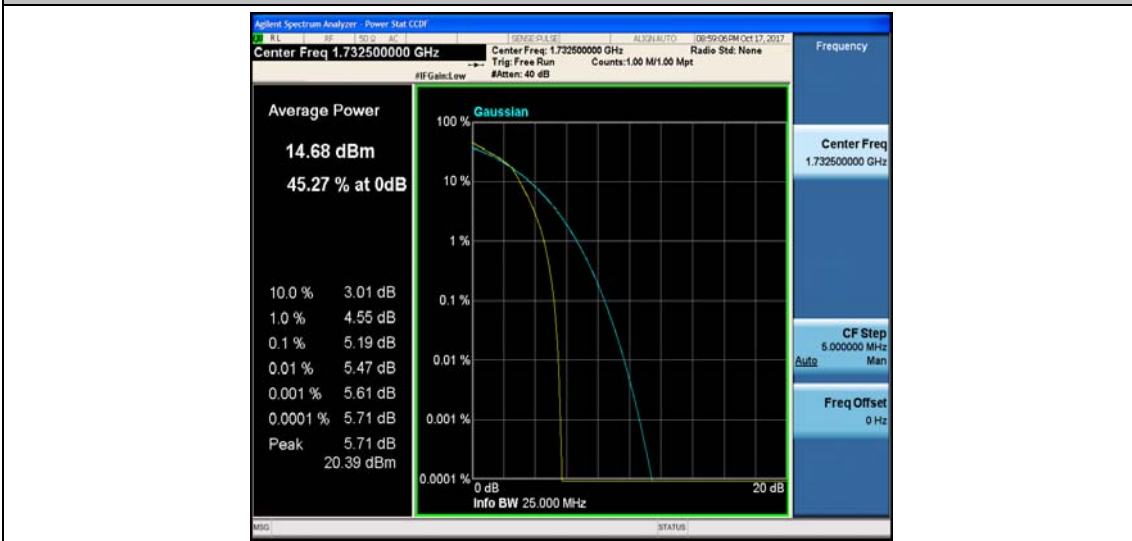 Agilent Spectrum Analyzer - Power Stat CCDF
RL RF 50 Ω AC SENSE:PULSE ALIGN AUTO 08:59:06 PM Oct 17, 2017
Center Freq 1.732500000 GHz
Center Freq: 1.732500000 GHz Radio Std: None
Trig: Free Run Counts:1.00 M/1.00 Mpt
#IFGain:Low #Atten: 40 dB
Frequency
Average Power
14.68 dBm
45.27 % at 0dB
10.0 % 3.01 dB
1.0 % 4.55 dB
0.1 % 5.19 dB
0.01 % 5.47 dB
0.001 % 5.61 dB
0.0001 % 5.71 dB
Peak 5.71 dB
20.39 dBm
Gaussian
100 %
10 %
1 %
0.1 %
0.01 %
0.001 %
0.0001 %
0 dB 20 dB
Info BW 25.000 MHz
Center Freq
1.732500000 GHz
CF Step
5.000000 MHz
Auto Man
Freq Offset
0 Hz
MSG STATUS